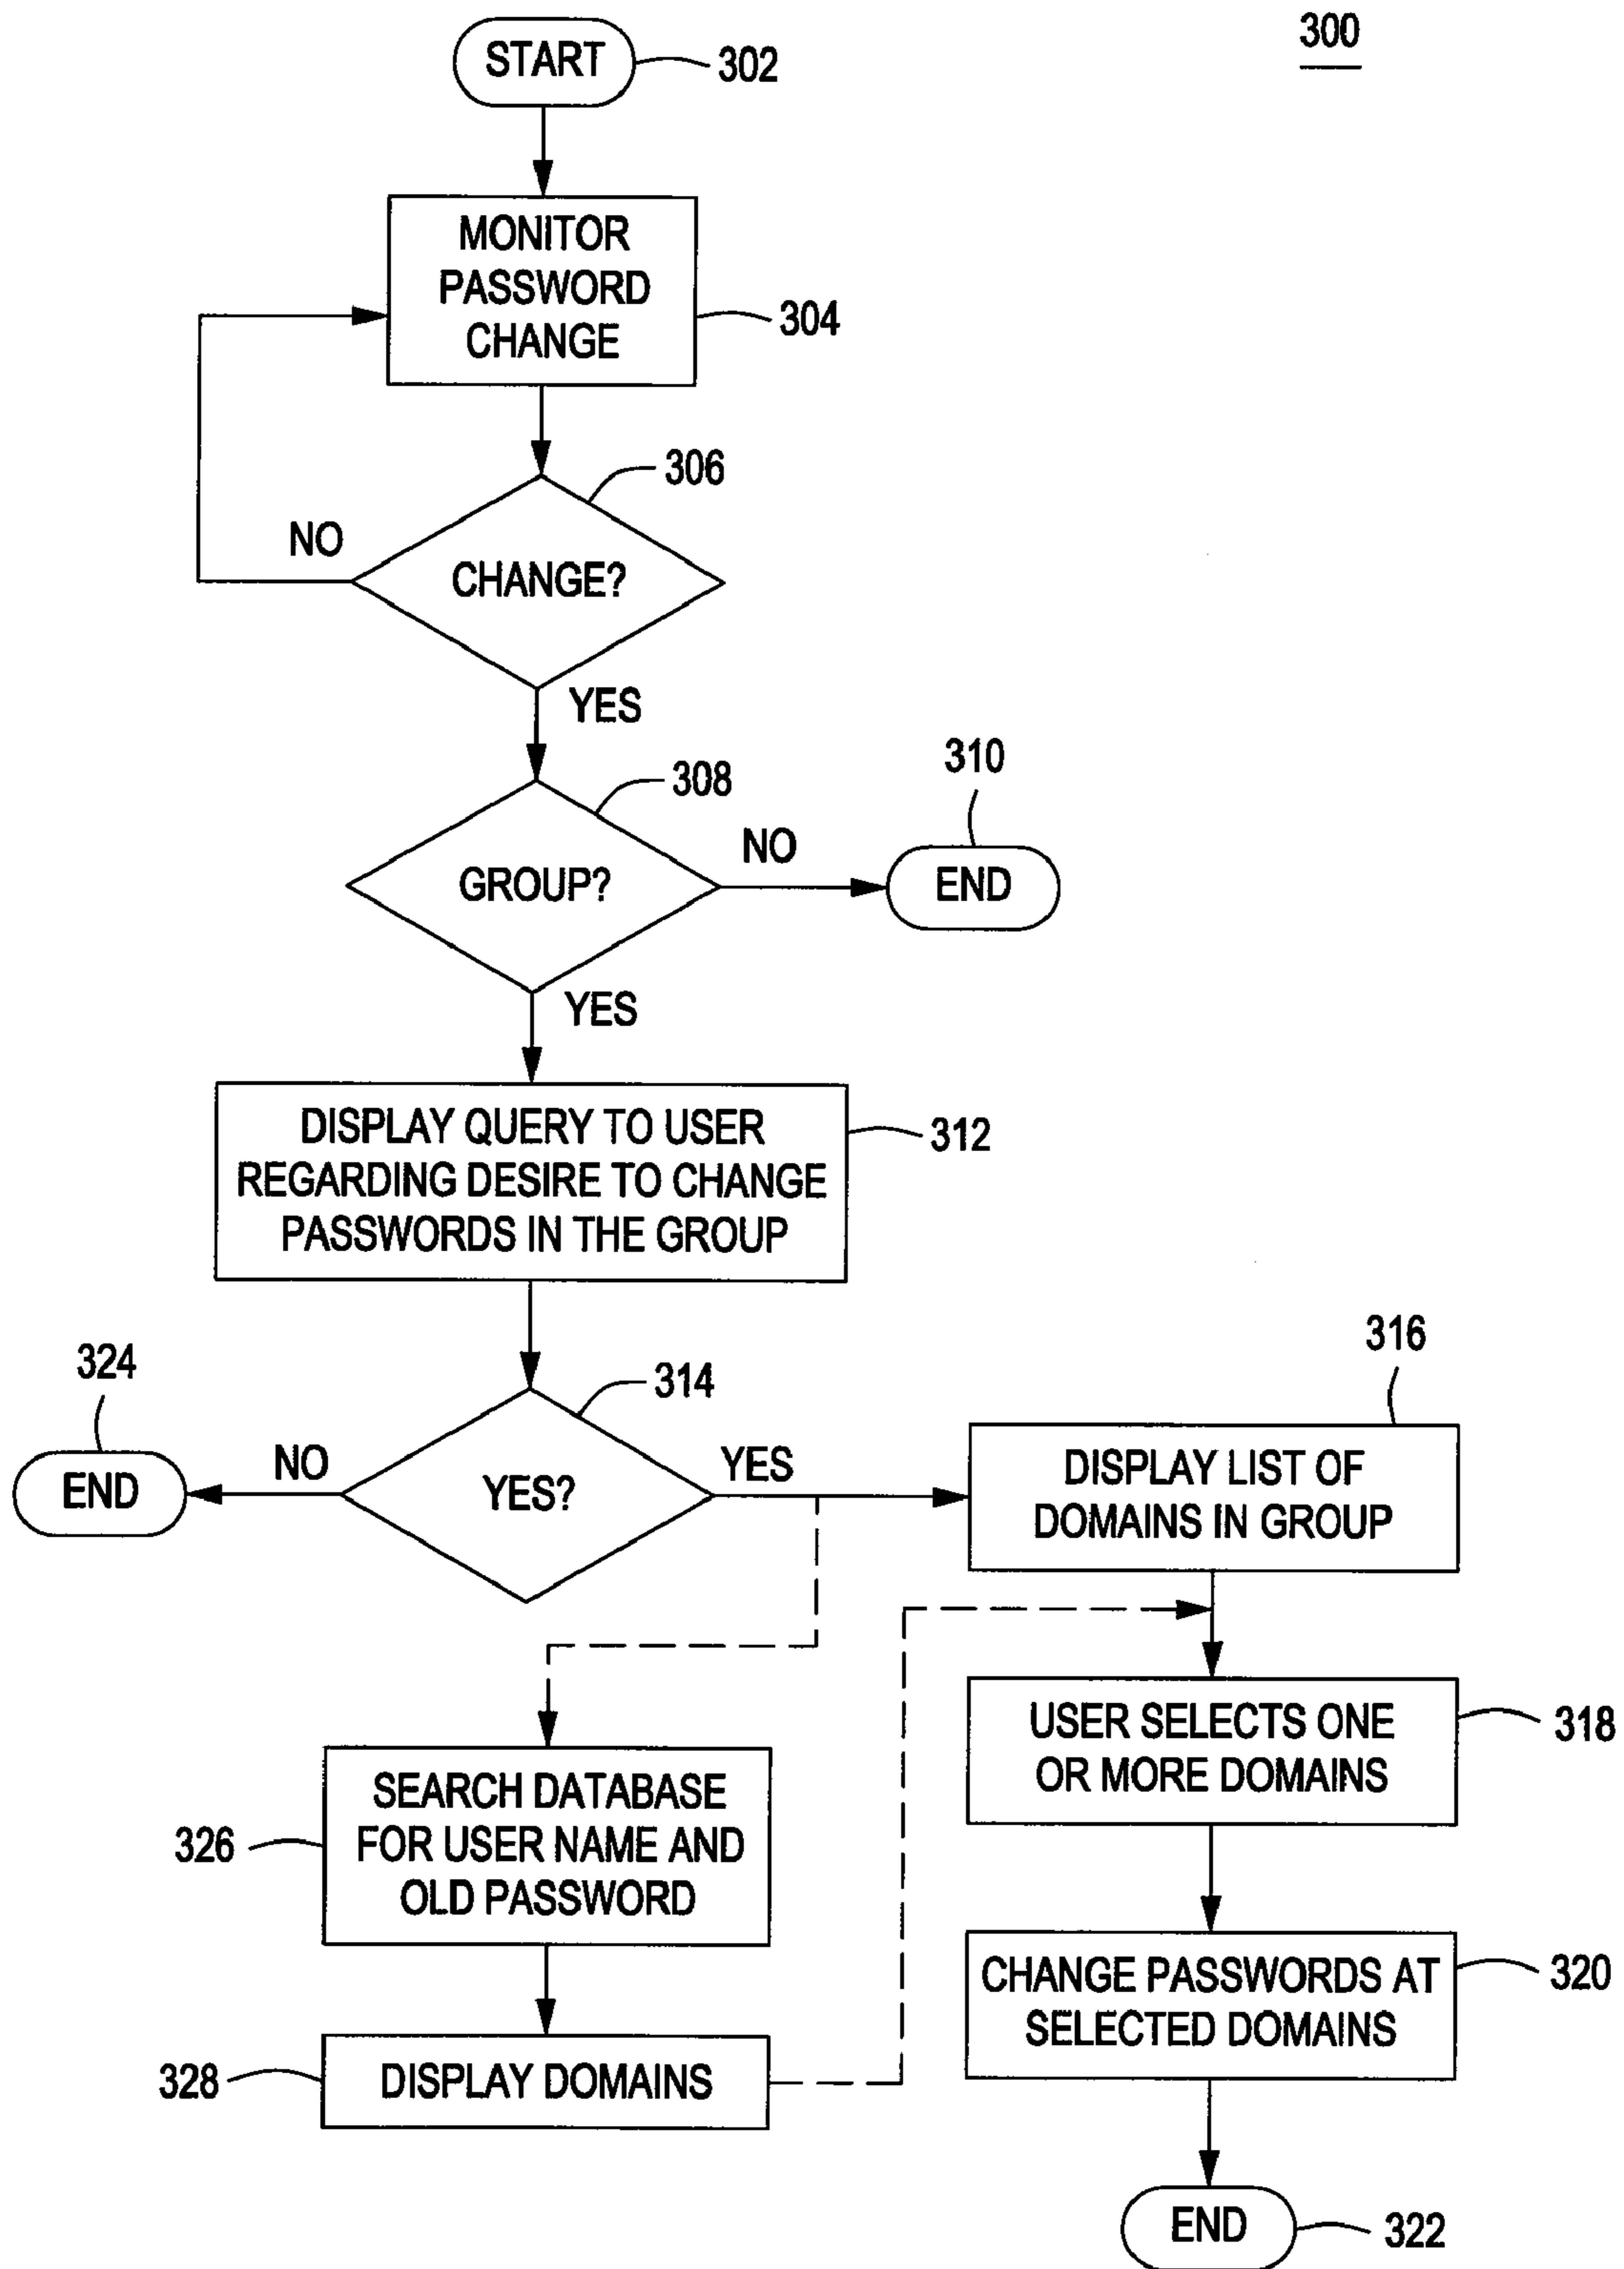 300
START
302
MONITOR
PASSWORD
CHANGE
304
306
NO
CHANGE?
YES
308
310
GROUP?
NO
END
YES
DISPLAY QUERY TO USER
REGARDING DESIRE TO CHANGE
PASSWORDS IN THE GROUP
312
324
314
316
END
NO
YES?
YES
DISPLAY LIST OF
DOMAINS IN GROUP
USER SELECTS ONE
OR MORE DOMAINS
318
SEARCH DATABASE
FOR USER NAME AND
OLD PASSWORD
326
CHANGE PASSWORDS AT
SELECTED DOMAINS
320
328
DISPLAY DOMAINS
END
322